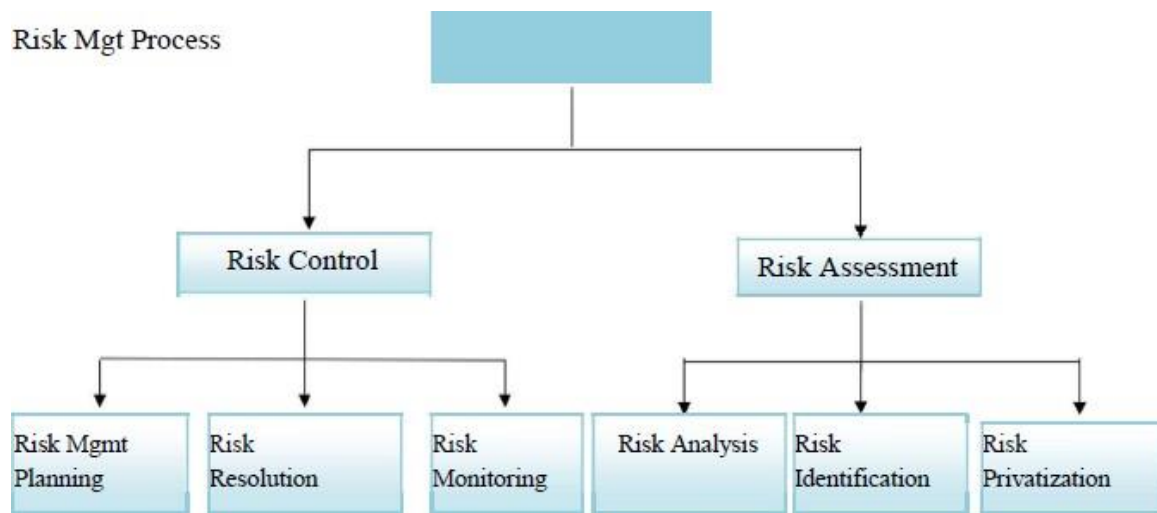 Risk Mgt Process
Risk Control
Risk Assessment
Risk Mgmt
Planning
Risk
Resolution
Risk
Monitoring
Risk Analysis
Risk
Identification
Risk
Privatization